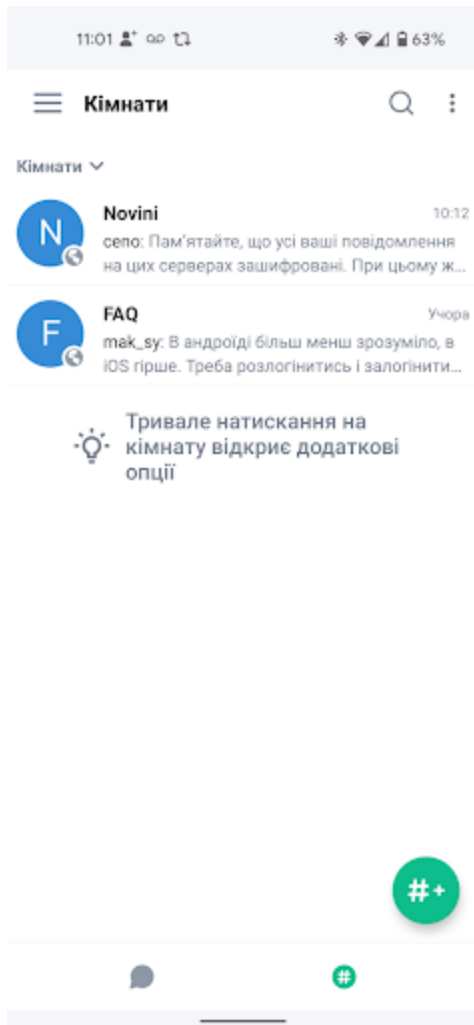 11:01 63%
Кімнати
Кімнати
N Novini 10:12
ceno: Пам'ятайте, що усі ваші повідомлення
на цих серверах зашифровані. При цьому ж...
F FAQ Учора
mak_sy: В андроїді більш менш зрозуміло, в
iOS гірше. Треба розлогінитись і залогінити...
Тривале натискання на
кімнату відкриє додаткові
опції
#+
#